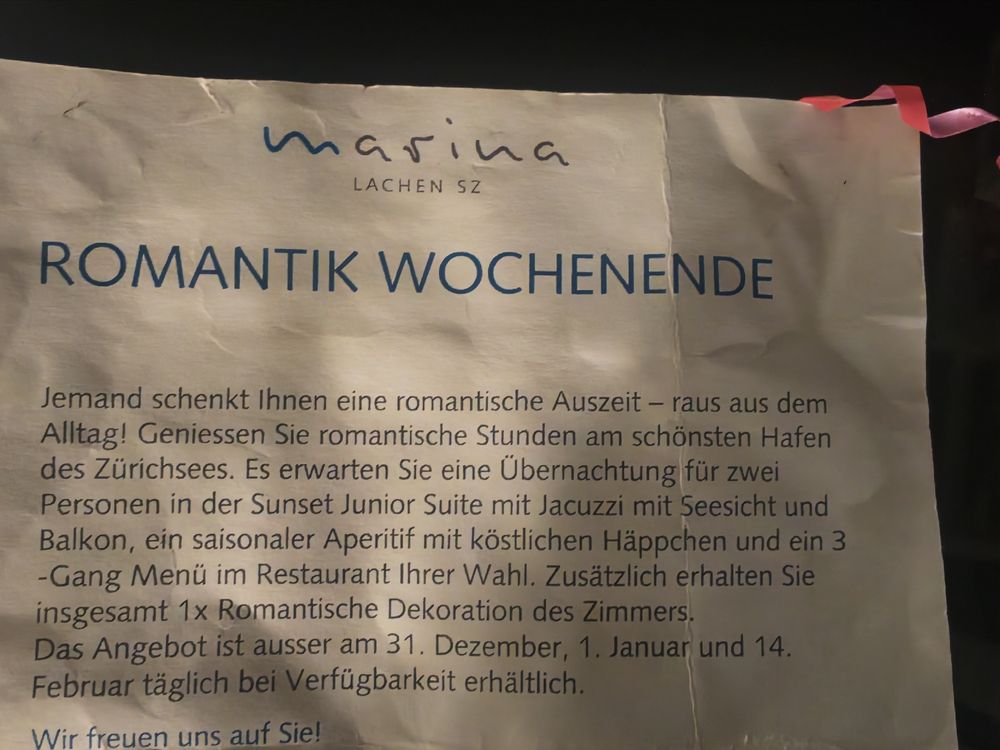 marina
LACHEN SZ
ROMANTIK WOCHENENDE
Jemand schenkt Ihnen eine romantische Auszeit – raus aus dem
Alltag! Geniessen Sie romantische Stunden am schönsten Hafen
des Zürichsees. Es erwarten Sie eine Übernachtung für zwei
Personen in der Sunset Junior Suite mit Jacuzzi mit Seesicht und
Balkon, ein saisonaler Aperitif mit köstlichen Häppchen und ein 3
-Gang Menü im Restaurant Ihrer Wahl. Zusätzlich erhalten Sie
insgesamt 1x Romantische Dekoration des Zimmers.
Das Angebot ist ausser am 31. Dezember, 1. Januar und 14.
Februar täglich bei Verfügbarkeit erhältlich.
Wir freuen uns auf Sie!